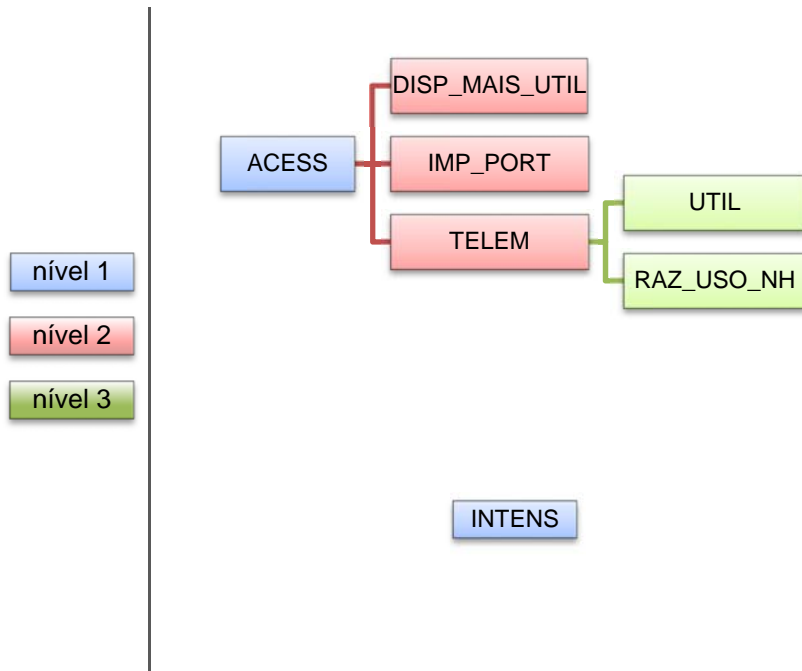 nível 1
nível 2
nível 3
ACESS
DISP_MAIS_UTIL
IMP_PORT
TELEM
UTIL
RAZ_USO_NH
INTENS